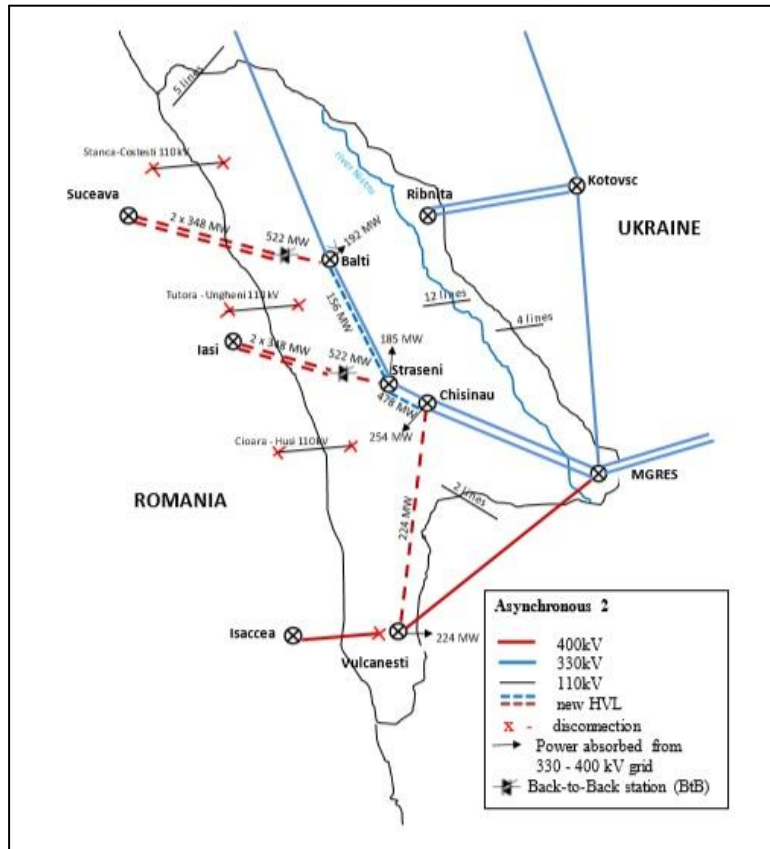 5 lines
Stanca-Costesti 110 kV
river Nistru
Kotovsc
Ribnita
Suceava
UKRAINE
2 x 348 MW
522 MW
192 MW
Balti
Tutora - Ungheni 110 kV
12 lines
4 lines
156 MW
Iasi
2 x 348 MW
522 MW
185 MW
Straseni
Chisinau
478 MW
254 MW
Cioara - Husi 110 kV
MGRES
ROMANIA
2 lines
224 MW
Isaccea
Vulcanesti
224 MW
Asynchronous 2
400kV
330kV
110kV
new HVL
x - disconnection
Power absorbed from
330 - 400 kV grid
Back-to-Back station (BtB)